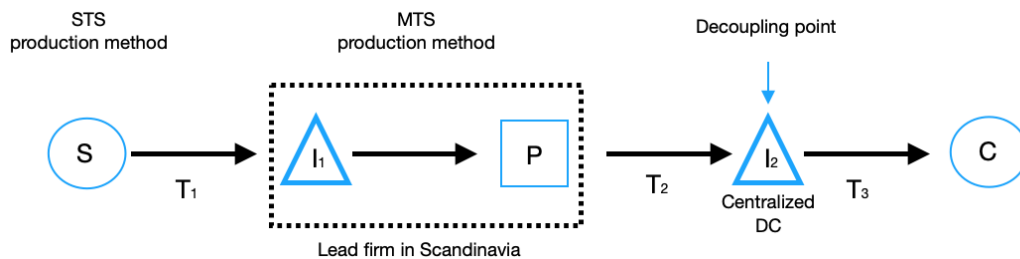 STS
production method
MTS
production method
Decoupling point
S
T₁
I₁
P
T₂
I₂
T₃
C
Centralized
DC
Lead firm in Scandinavia